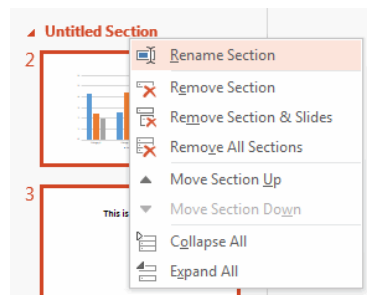 Untitled Section
2
Rename Section
Remove Section
Remove Section & Slides
Remove All Sections
Move Section Up
3
This is
Move Section Down
Collapse All
Expand All